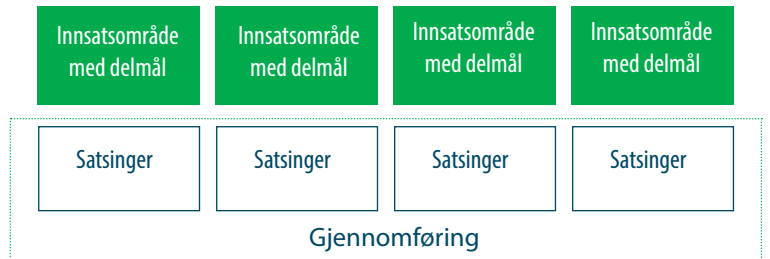 Innsatsområde
med delmål
Innsatsområde
med delmål
Innsatsområde
med delmål
Innsatsområde
med delmål
Satsinger
Satsinger
Satsinger
Satsinger
Gjennomføring